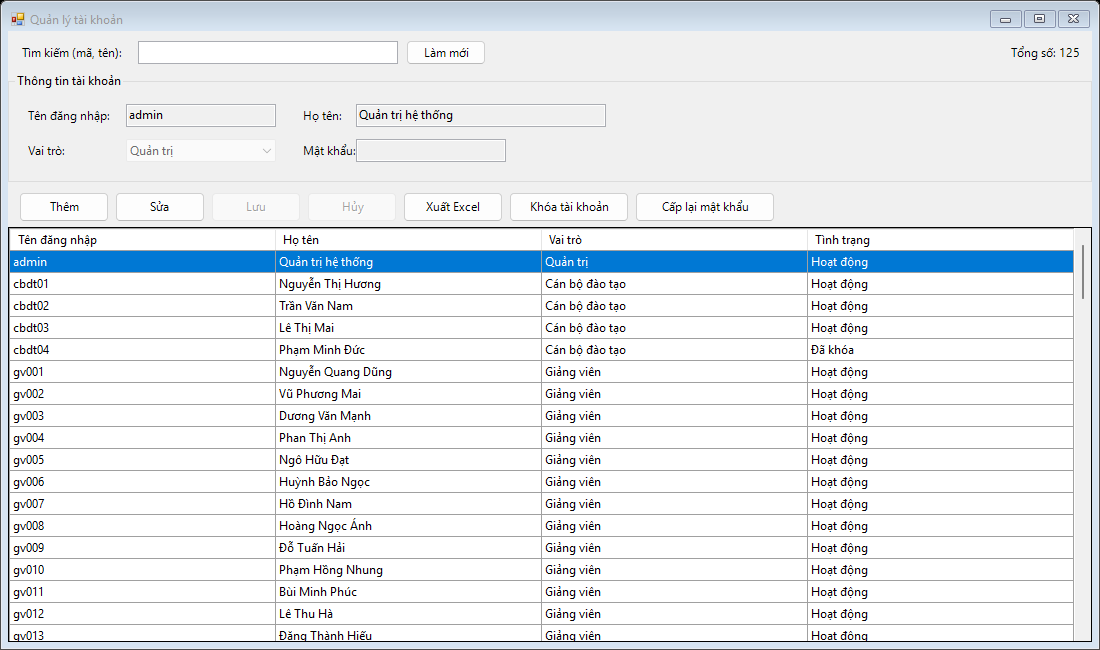 Quản lý tài khoản
Tìm kiếm (mã, tên): Làm mới Tổng số: 125
Thông tin tài khoản
Tên đăng nhập: admin Họ tên: Quản trị hệ thống
Vai trò: Quản trị Mật khẩu:
Thêm Sửa Lưu Hủy Xuất Excel Khóa tài khoản Cấp lại mật khẩu
Tên đăng nhập Họ tên Vai trò Tình trạng
admin Quản trị hệ thống Quản trị Hoạt động
cbdt01 Nguyễn Thị Hương Cán bộ đào tạo Hoạt động
cbdt02 Trần Văn Nam Cán bộ đào tạo Hoạt động
cbdt03 Lê Thị Mai Cán bộ đào tạo Hoạt động
cbdt04 Phạm Minh Đức Cán bộ đào tạo Đã khóa
gv001 Nguyễn Quang Dũng Giảng viên Hoạt động
gv002 Vũ Phương Mai Giảng viên Hoạt động
gv003 Dương Văn Mạnh Giảng viên Hoạt động
gv004 Phan Thị Anh Giảng viên Hoạt động
gv005 Ngô Hữu Đạt Giảng viên Hoạt động
gv006 Huỳnh Bảo Ngọc Giảng viên Hoạt động
gv007 Hồ Đình Nam Giảng viên Hoạt động
gv008 Hoàng Ngọc Ánh Giảng viên Hoạt động
gv009 Đỗ Tuấn Hải Giảng viên Hoạt động
gv010 Phạm Hồng Nhung Giảng viên Hoạt động
gv011 Bùi Minh Phúc Giảng viên Hoạt động
gv012 Lê Thu Hà Giảng viên Hoạt động
gv013 Đặng Thành Hiếu Giảng viên Hoạt động